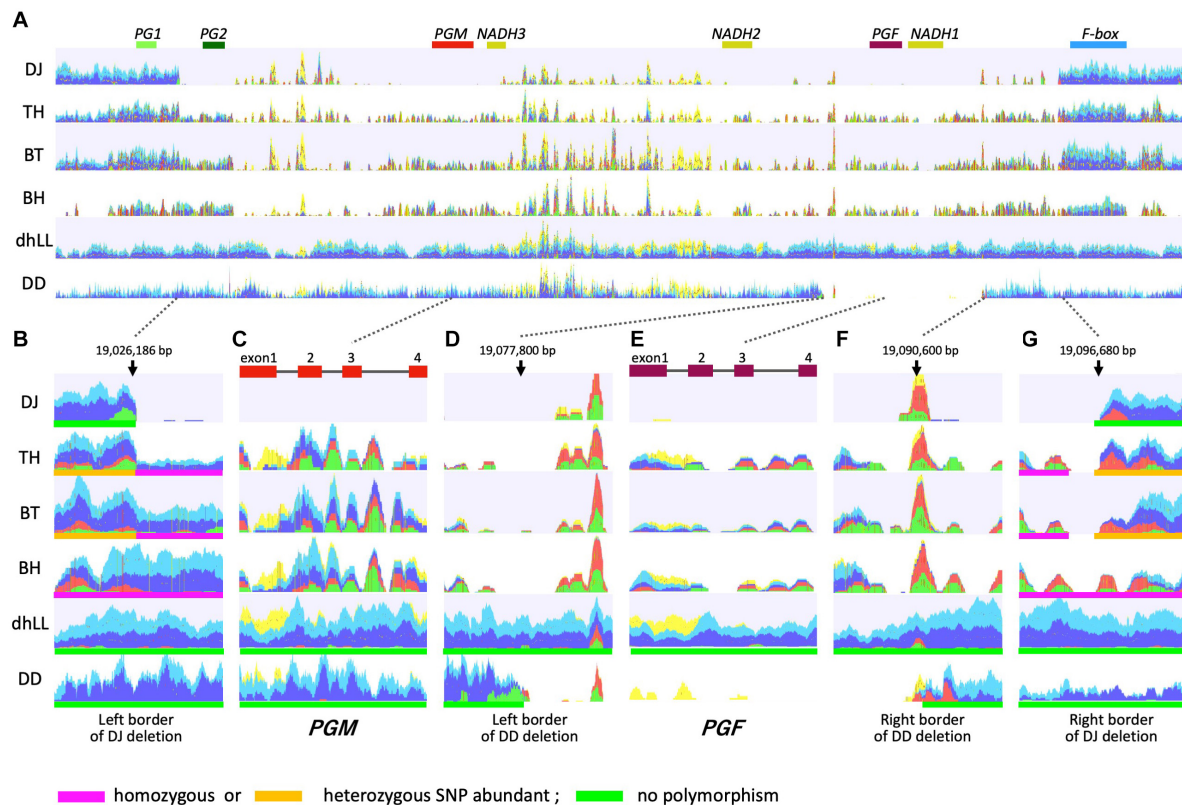 A
PG1 PG2 PGM NADH3 NADH2 PGF NADH1 F-box
DJ
TH
BT
BH
dhLL
DD
B C D E F G
19,026,186 bp
exon1 2 3 4
19,077,800 bp
exon1 2 3 4
19,090,600 bp
19,096,680 bp
DJ
TH
BT
BH
dhLL
DD
Left border
of DJ deletion
PGM
Left border
of DD deletion
PGF
Right border
of DD deletion
Right border
of DJ deletion
homozygous or heterozygous SNP abundant ; no polymorphism